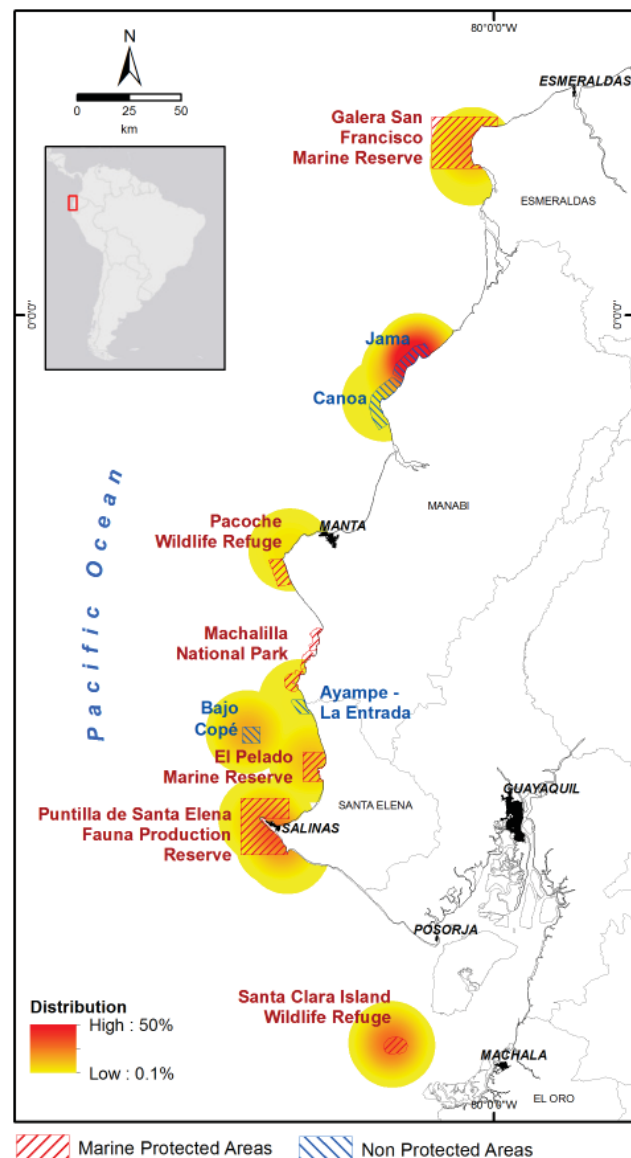 80°0'0"W
N
0 25 50
km
ESMERALDAS
Galera San
Francisco
Marine Reserve
ESMERALDAS
0°0'0"
0°0'0"
Jama
Canoa
MANABI
Pacoche
Wildlife Refuge
MANTA
Pacific Ocean
Machalilla
National Park
Ayampe -
La Entrada
Bajo
Copé
El Pelado
Marine Reserve
GUAYAQUIL
SANTA ELENA
Puntilla de Santa Elena
Fauna Production
Reserve
SALINAS
POSORJA
Santa Clara Island
Wildlife Refuge
Distribution
High : 50%
Low : 0.1%
MACHALA
EL ORO
80°0'0"W
Marine Protected Areas
Non Protected Areas